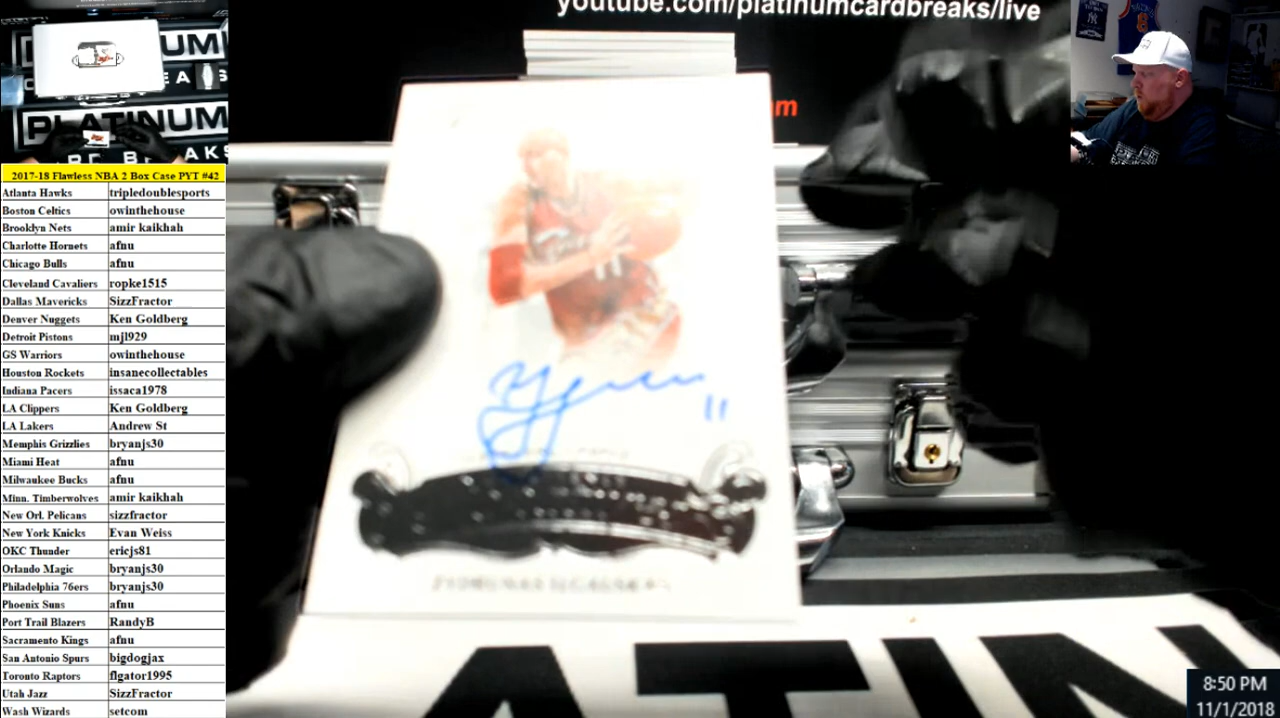 youtube.com/platinumcardbreaks/live
PLATINUM
2017-18 Flawless NBA 2 Box Case PYT #42
Atlanta Hawks tripledoublesports
Boston Celtics owinthehouse
Brooklyn Nets amir kaikhah
Charlotte Hornets afnu
Chicago Bulls afnu
Cleveland Cavaliers ropke1515
Dallas Mavericks SizzFractor
Denver Nuggets Ken Goldberg
Detroit Pistons mjl929
GS Warriors owinthehouse
Houston Rockets insanecollectables
Indiana Pacers issaca1978
LA Clippers Ken Goldberg
LA Lakers Andrew St
Memphis Grizzlies bryanjs30
Miami Heat afnu
Milwaukee Bucks afnu
Minn. Timberwolves amir kaikhah
New Orl. Pelicans sizzfractor
New York Knicks Evan Weiss
OKC Thunder ericjs81
Orlando Magic bryanjs30
Philadelphia 76ers bryanjs30
Phoenix Suns afnu
Port Trail Blazers RandyB
Sacramento Kings afnu
San Antonio Spurs bigdogjax
Toronto Raptors flgator1995
Utah Jazz SizzFractor
Wash Wizards setcom
11
8:50 PM
11/1/2018